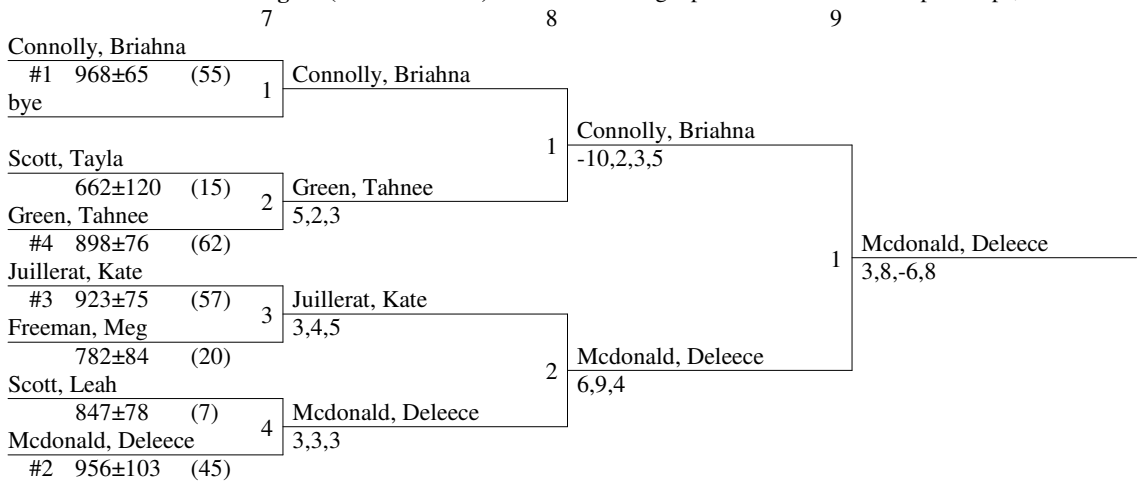 7 8 9
Connolly, Briahna
#1 968±65 (55)
bye
1
Connolly, Briahna
Scott, Tayla
662±120 (15)
Green, Tahnee
#4 898±76 (62)
2
Green, Tahnee
5,2,3
Juillerat, Kate
#3 923±75 (57)
Freeman, Meg
782±84 (20)
3
Juillerat, Kate
3,4,5
Scott, Leah
847±78 (7)
Mcdonald, Deleece
#2 956±103 (45)
4
Mcdonald, Deleece
3,3,3
1
Connolly, Briahna
-10,2,3,5
2
Mcdonald, Deleece
6,9,4
1
Mcdonald, Deleece
3,8,-6,8